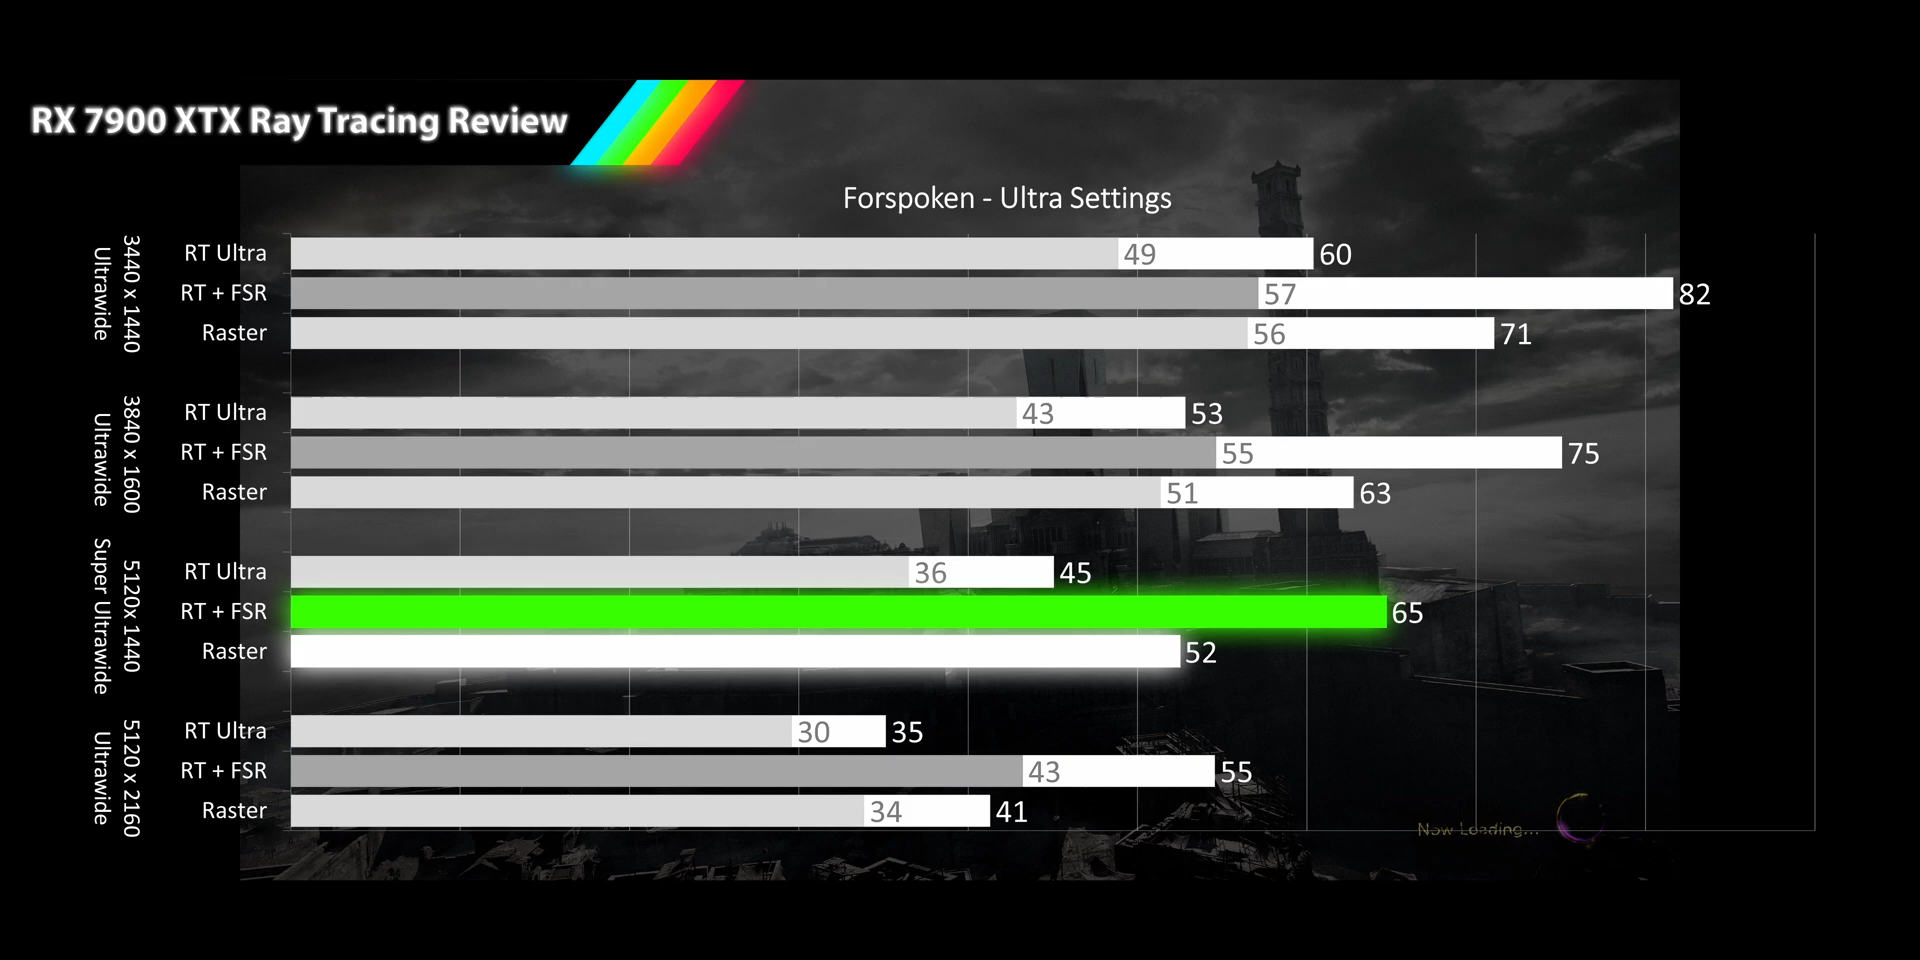 RX 7900 XTX Ray Tracing Review
Forspoken - Ultra Settings
3440 x 1440
Ultrawide
RT Ultra 49 60
RT + FSR 57 82
Raster 56 71
3840 x 1600
Ultrawide
RT Ultra 43 53
RT + FSR 55 75
Raster 51 63
5120x 1440
Super Ultrawide
RT Ultra 36 45
RT + FSR 65
Raster 52
5120 x 2160
Ultrawide
RT Ultra 30 35
RT + FSR 43 55
Raster 34 41
Now Loading...